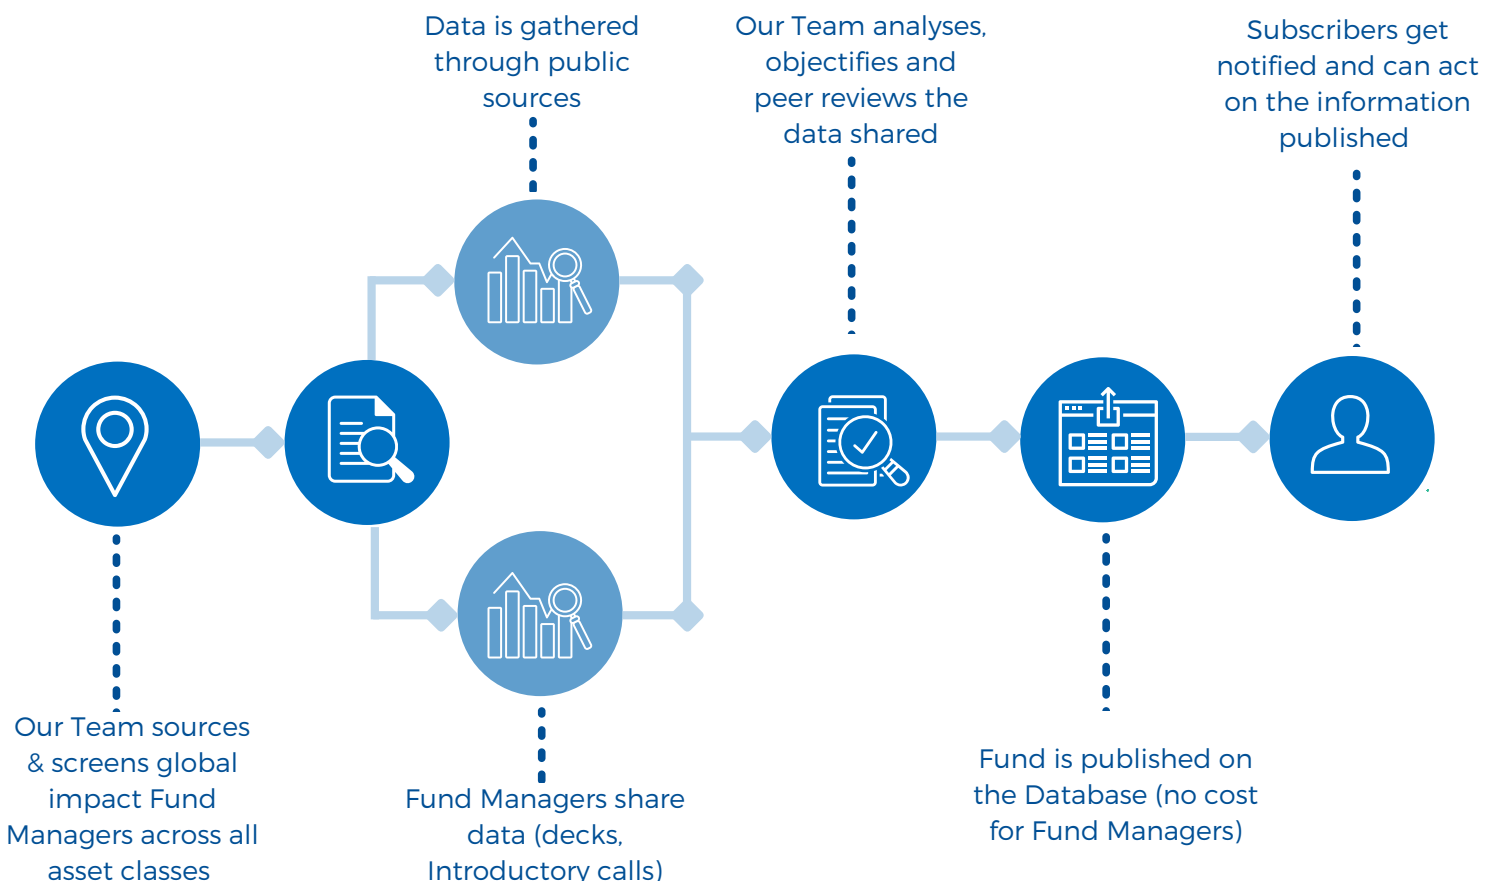 Data is gathered
through public
sources
Our Team analyses,
objectifies and
peer reviews the
data shared
Subscribers get
notified and can act
on the information
published
Our Team sources
& screens global
impact Fund
Managers across all
asset classes
Fund Managers share
data (decks,
Introductory calls)
Fund is published on
the Database (no cost
for Fund Managers)